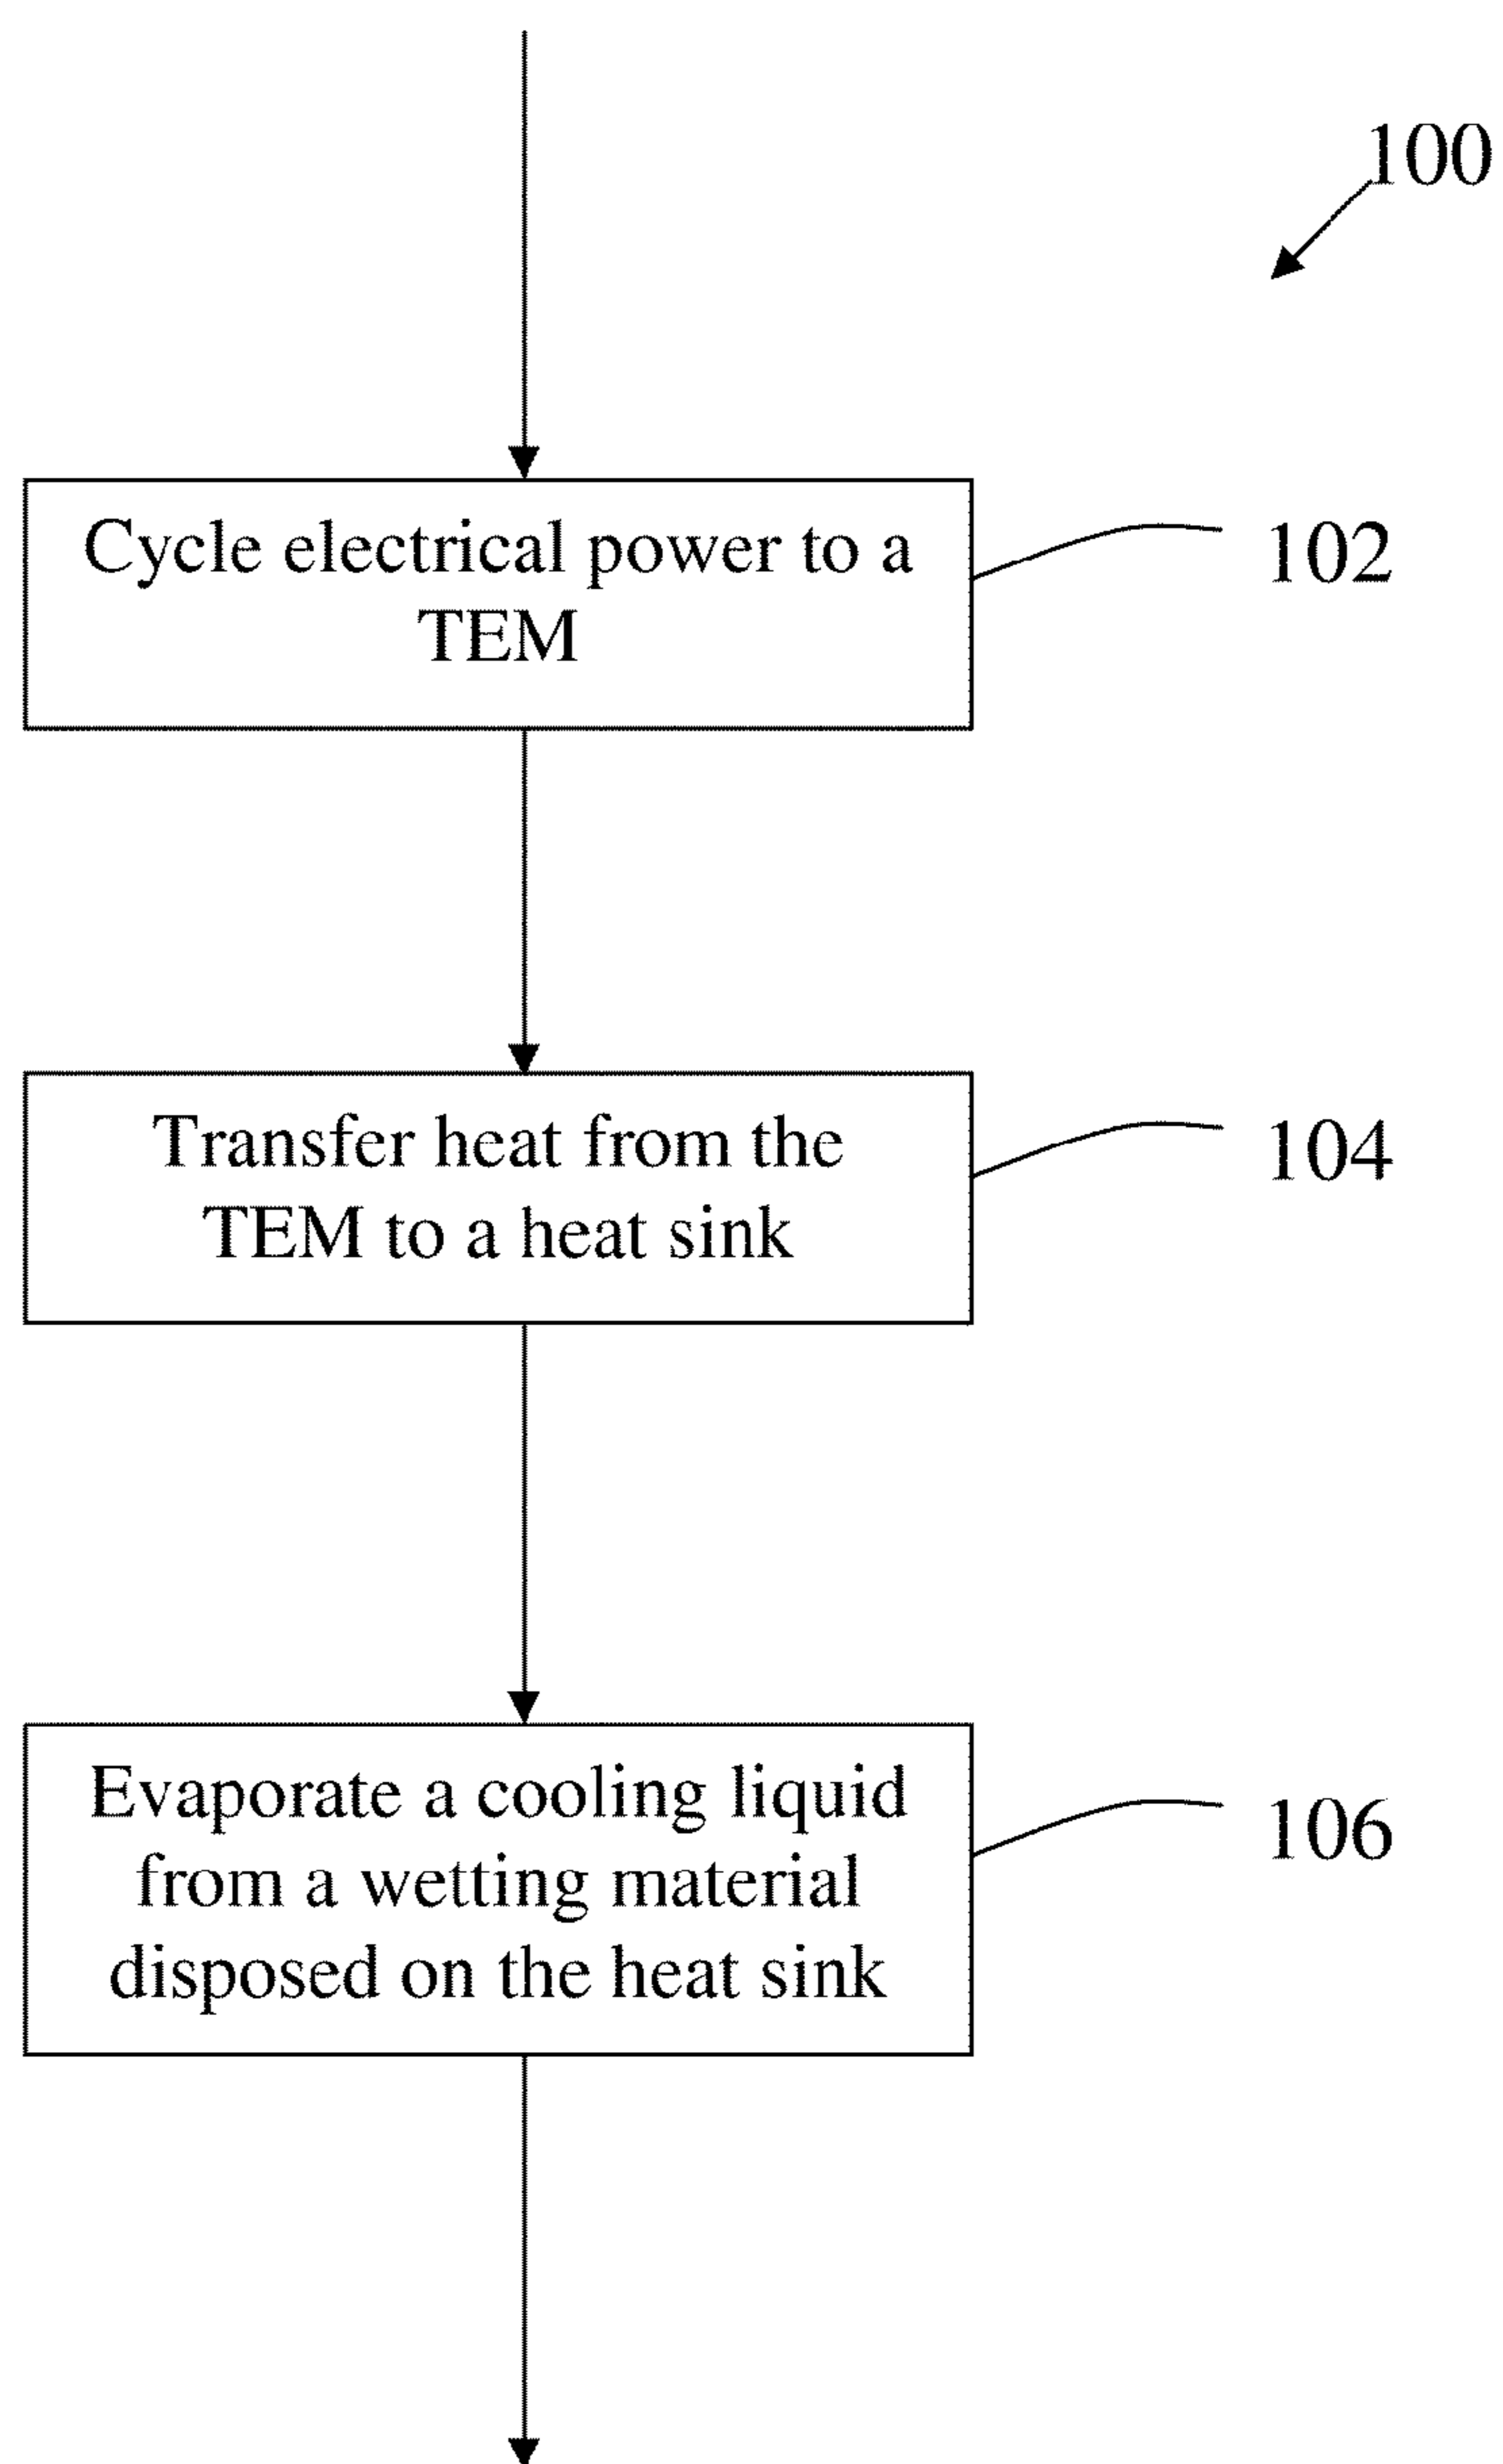 100
Cycle electrical power to a
TEM
102
Transfer heat from the
TEM to a heat sink
104
Evaporate a cooling liquid
from a wetting material
disposed on the heat sink
106